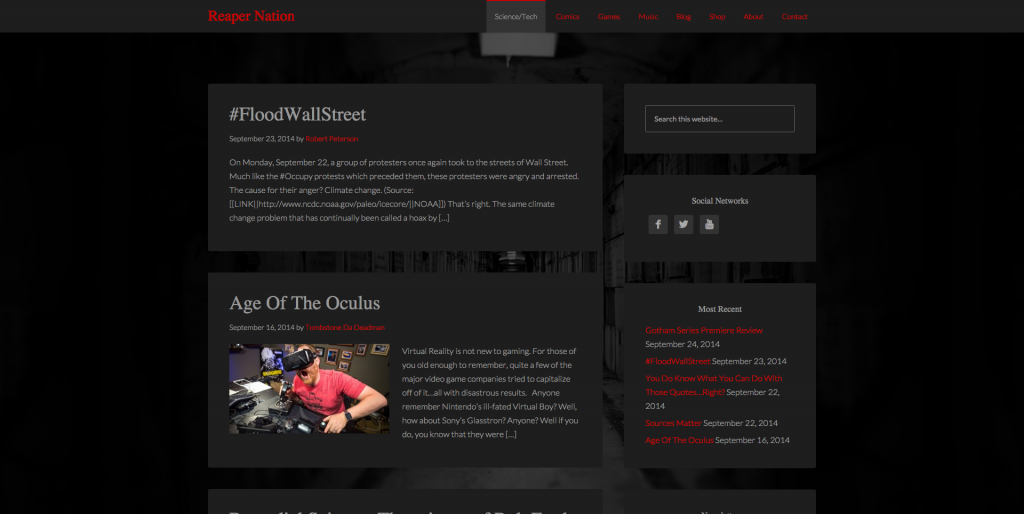 Reaper Nation
Science/Tech Comics Games Music Blog Shop About Contact
#FloodWallStreet
September 23, 2014 by Robert Peterson
On Monday, September 22, a group of protesters once again took to the streets of Wall Street.
Much like the #Occupy protests which preceded them, these protesters were angry and arrested.
The cause for their anger? Climate change. (Source:
[[LINK||http://www.ncdc.noaa.gov/paleo/icecore/||NOAA]]) That's right. The same climate
change problem that has continually been called a hoax by [...]
Age Of The Oculus
September 16, 2014 by Tombstone Da Deadman
Virtual Reality is not new to gaming. For those of
you old enough to remember, quite a few of the
major video game companies tried to capitalize
off of it...all with disastrous results. Anyone
remember Nintendo's ill-fated Virtual Boy? Well,
how about Sony's Glasstron? Anyone? Well if you
do, you know that they were [...]
Search this website...
Social Networks
Most Recent
Gotham Series Premiere Review
September 24, 2014
#FloodWallStreet September 23, 2014
You Do Know What You Can Do With
Those Quotes...Right? September 22,
2014
Sources Matter September 22, 2014
Age Of The Oculus September 16, 2014